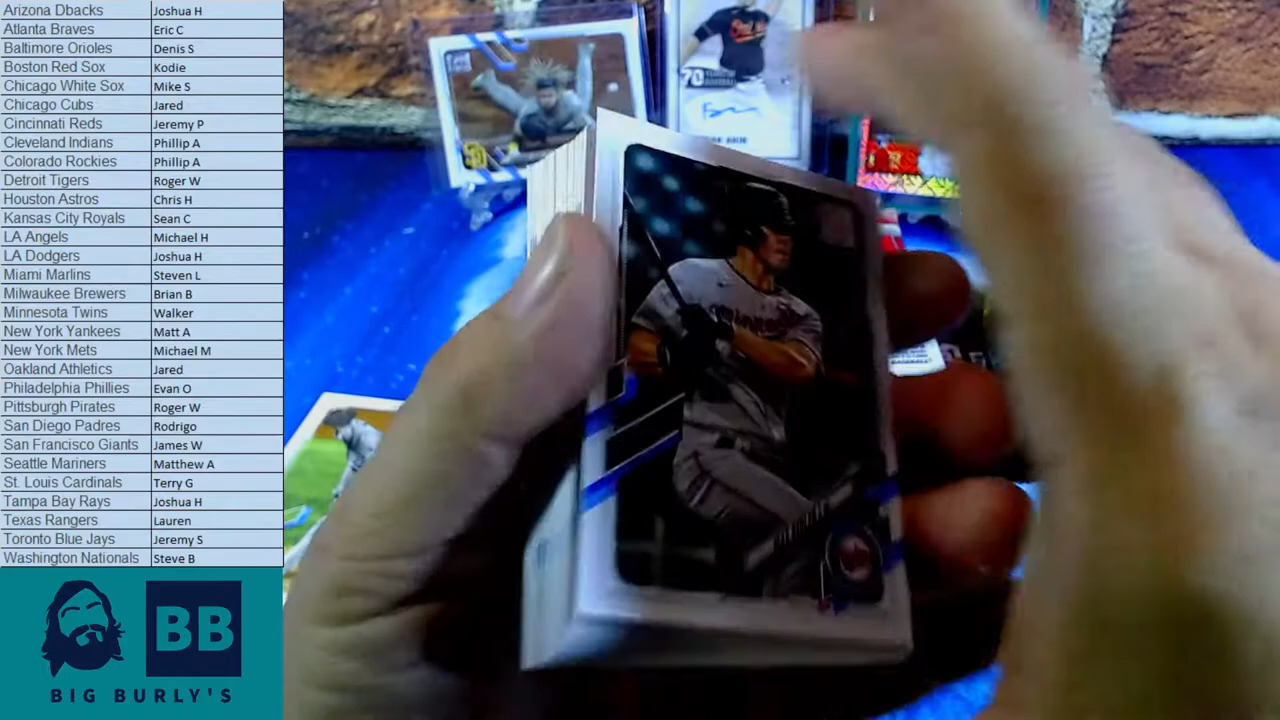 Arizona Dbacks Joshua H
Atlanta Braves Eric C
Baltimore Orioles Denis S
Boston Red Sox Kodie
Chicago White Sox Mike S
Chicago Cubs Jared
Cincinnati Reds Jeremy P
Cleveland Indians Phillip A
Colorado Rockies Phillip A
Detroit Tigers Roger W
Houston Astros Chris H
Kansas City Royals Sean C
LA Angels Michael H
LA Dodgers Joshua H
Miami Marlins Steven L
Milwaukee Brewers Brian B
Minnesota Twins Walker
New York Yankees Matt A
New York Mets Michael M
Oakland Athletics Jared
Philadelphia Phillies Evan O
Pittsburgh Pirates Roger W
San Diego Padres Rodrigo
San Francisco Giants James W
Seattle Mariners Matthew A
St. Louis Cardinals Terry G
Tampa Bay Rays Joshua H
Texas Rangers Lauren
Toronto Blue Jays Jeremy S
Washington Nationals Steve B
BB
BIG BURLY'S
70